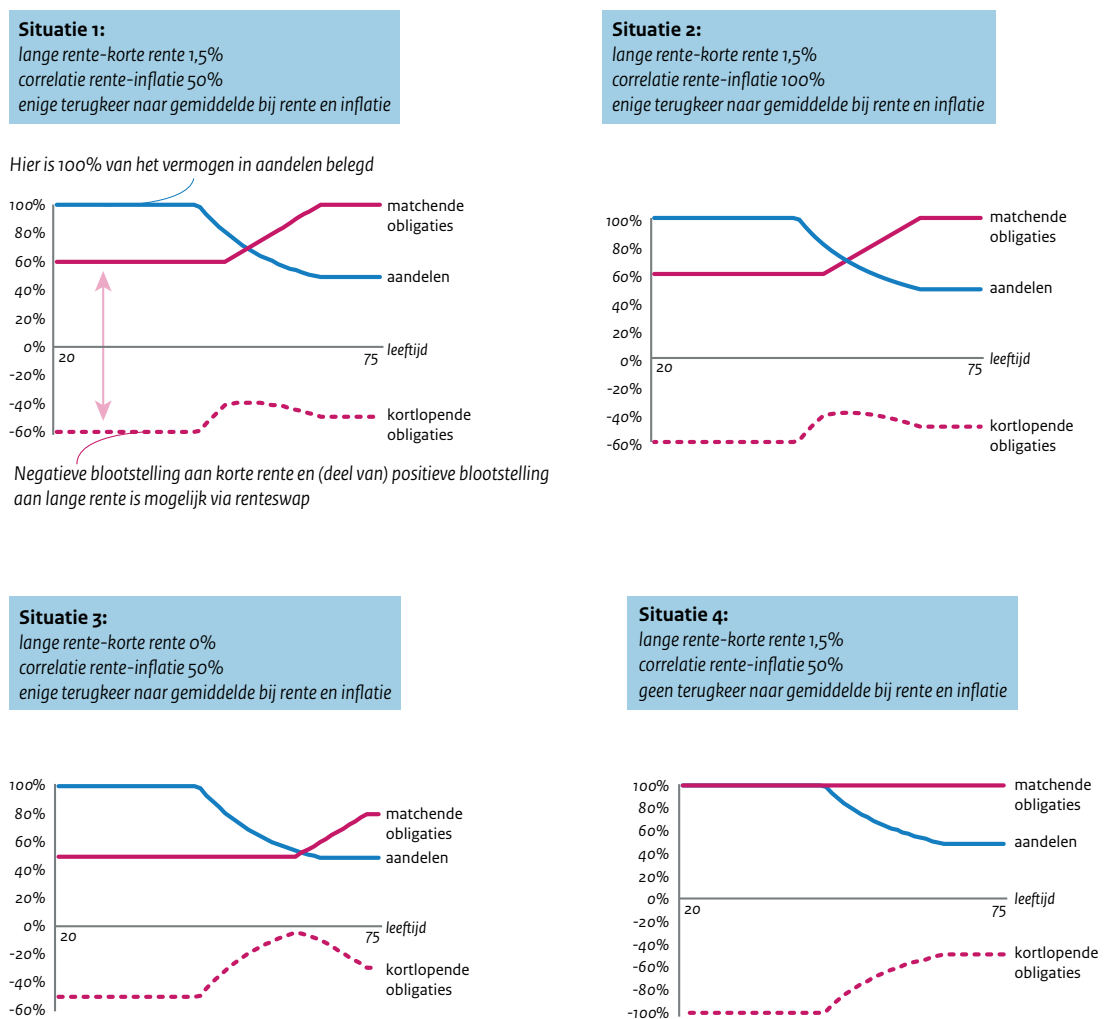 Situatie 1:
lange rente-korte rente 1,5%
correlatie rente-inflatie 50%
enige terugkeer naar gemiddelde bij rente en inflatie
Hier is 100% van het vermogen in aandelen belegd
100%
80%
60%
40%
20%
0%
-20%
-40%
-60%
20
75
leeftijd
matchende
obligaties
aandelen
kortlopende
obligaties
Negatieve blootstelling aan korte rente en (deel van) positieve blootstelling
aan lange rente is mogelijk via renteswap
Situatie 2:
lange rente-korte rente 1,5%
correlatie rente-inflatie 100%
enige terugkeer naar gemiddelde bij rente en inflatie
100%
80%
60%
40%
20%
0%
-20%
-40%
-60%
20
75
leeftijd
matchende
obligaties
aandelen
kortlopende
obligaties
Situatie 3:
lange rente-korte rente 0%
correlatie rente-inflatie 50%
enige terugkeer naar gemiddelde bij rente en inflatie
100%
80%
60%
40%
20%
0%
-20%
-40%
-60%
20
75
leeftijd
matchende
obligaties
aandelen
kortlopende
obligaties
Situatie 4:
lange rente-korte rente 1,5%
correlatie rente-inflatie 50%
geen terugkeer naar gemiddelde bij rente en inflatie
100%
80%
60%
40%
20%
0%
-20%
-40%
-60%
-80%
-100%
20
75
leeftijd
matchende
obligaties
aandelen
kortlopende
obligaties